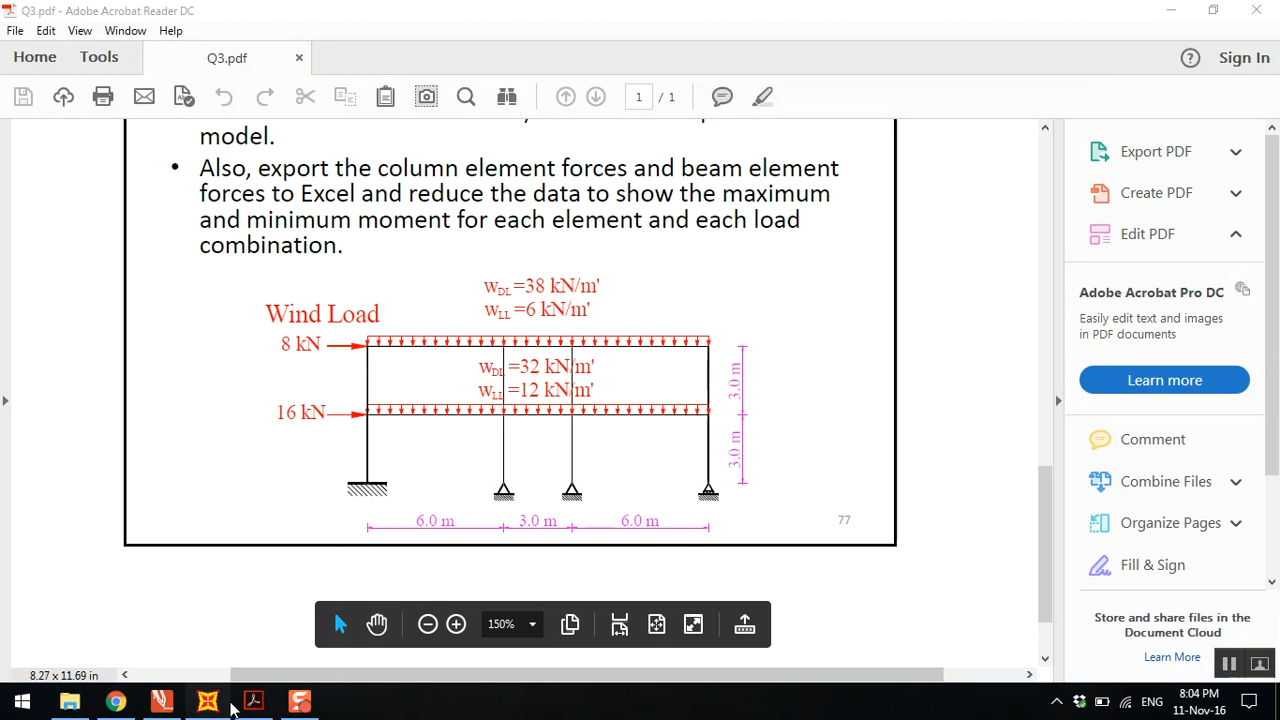 Q3.pdf - Adobe Acrobat Reader DC
File Edit View Window Help
Home Tools Q3.pdf × ? Sign In
1 / 1
model.
• Also, export the column element forces and beam element
forces to Excel and reduce the data to show the maximum
and minimum moment for each element and each load
combination.
wDL =38 kN/m'
wLL =6 kN/m'
Wind Load
8 kN
wDL =32 kN/m'
wLL =12 kN/m'
16 kN
3.0 m
3.0 m
6.0 m 3.0 m 6.0 m
77
150%
8.27 x 11.69 in
Export PDF
Create PDF
Edit PDF
Adobe Acrobat Pro DC
Easily edit text and images
in PDF documents
Learn more
Comment
Combine Files
Organize Pages
Fill & Sign
Store and share files in the
Document Cloud
Learn More
ENG
8:04 PM
11-Nov-16